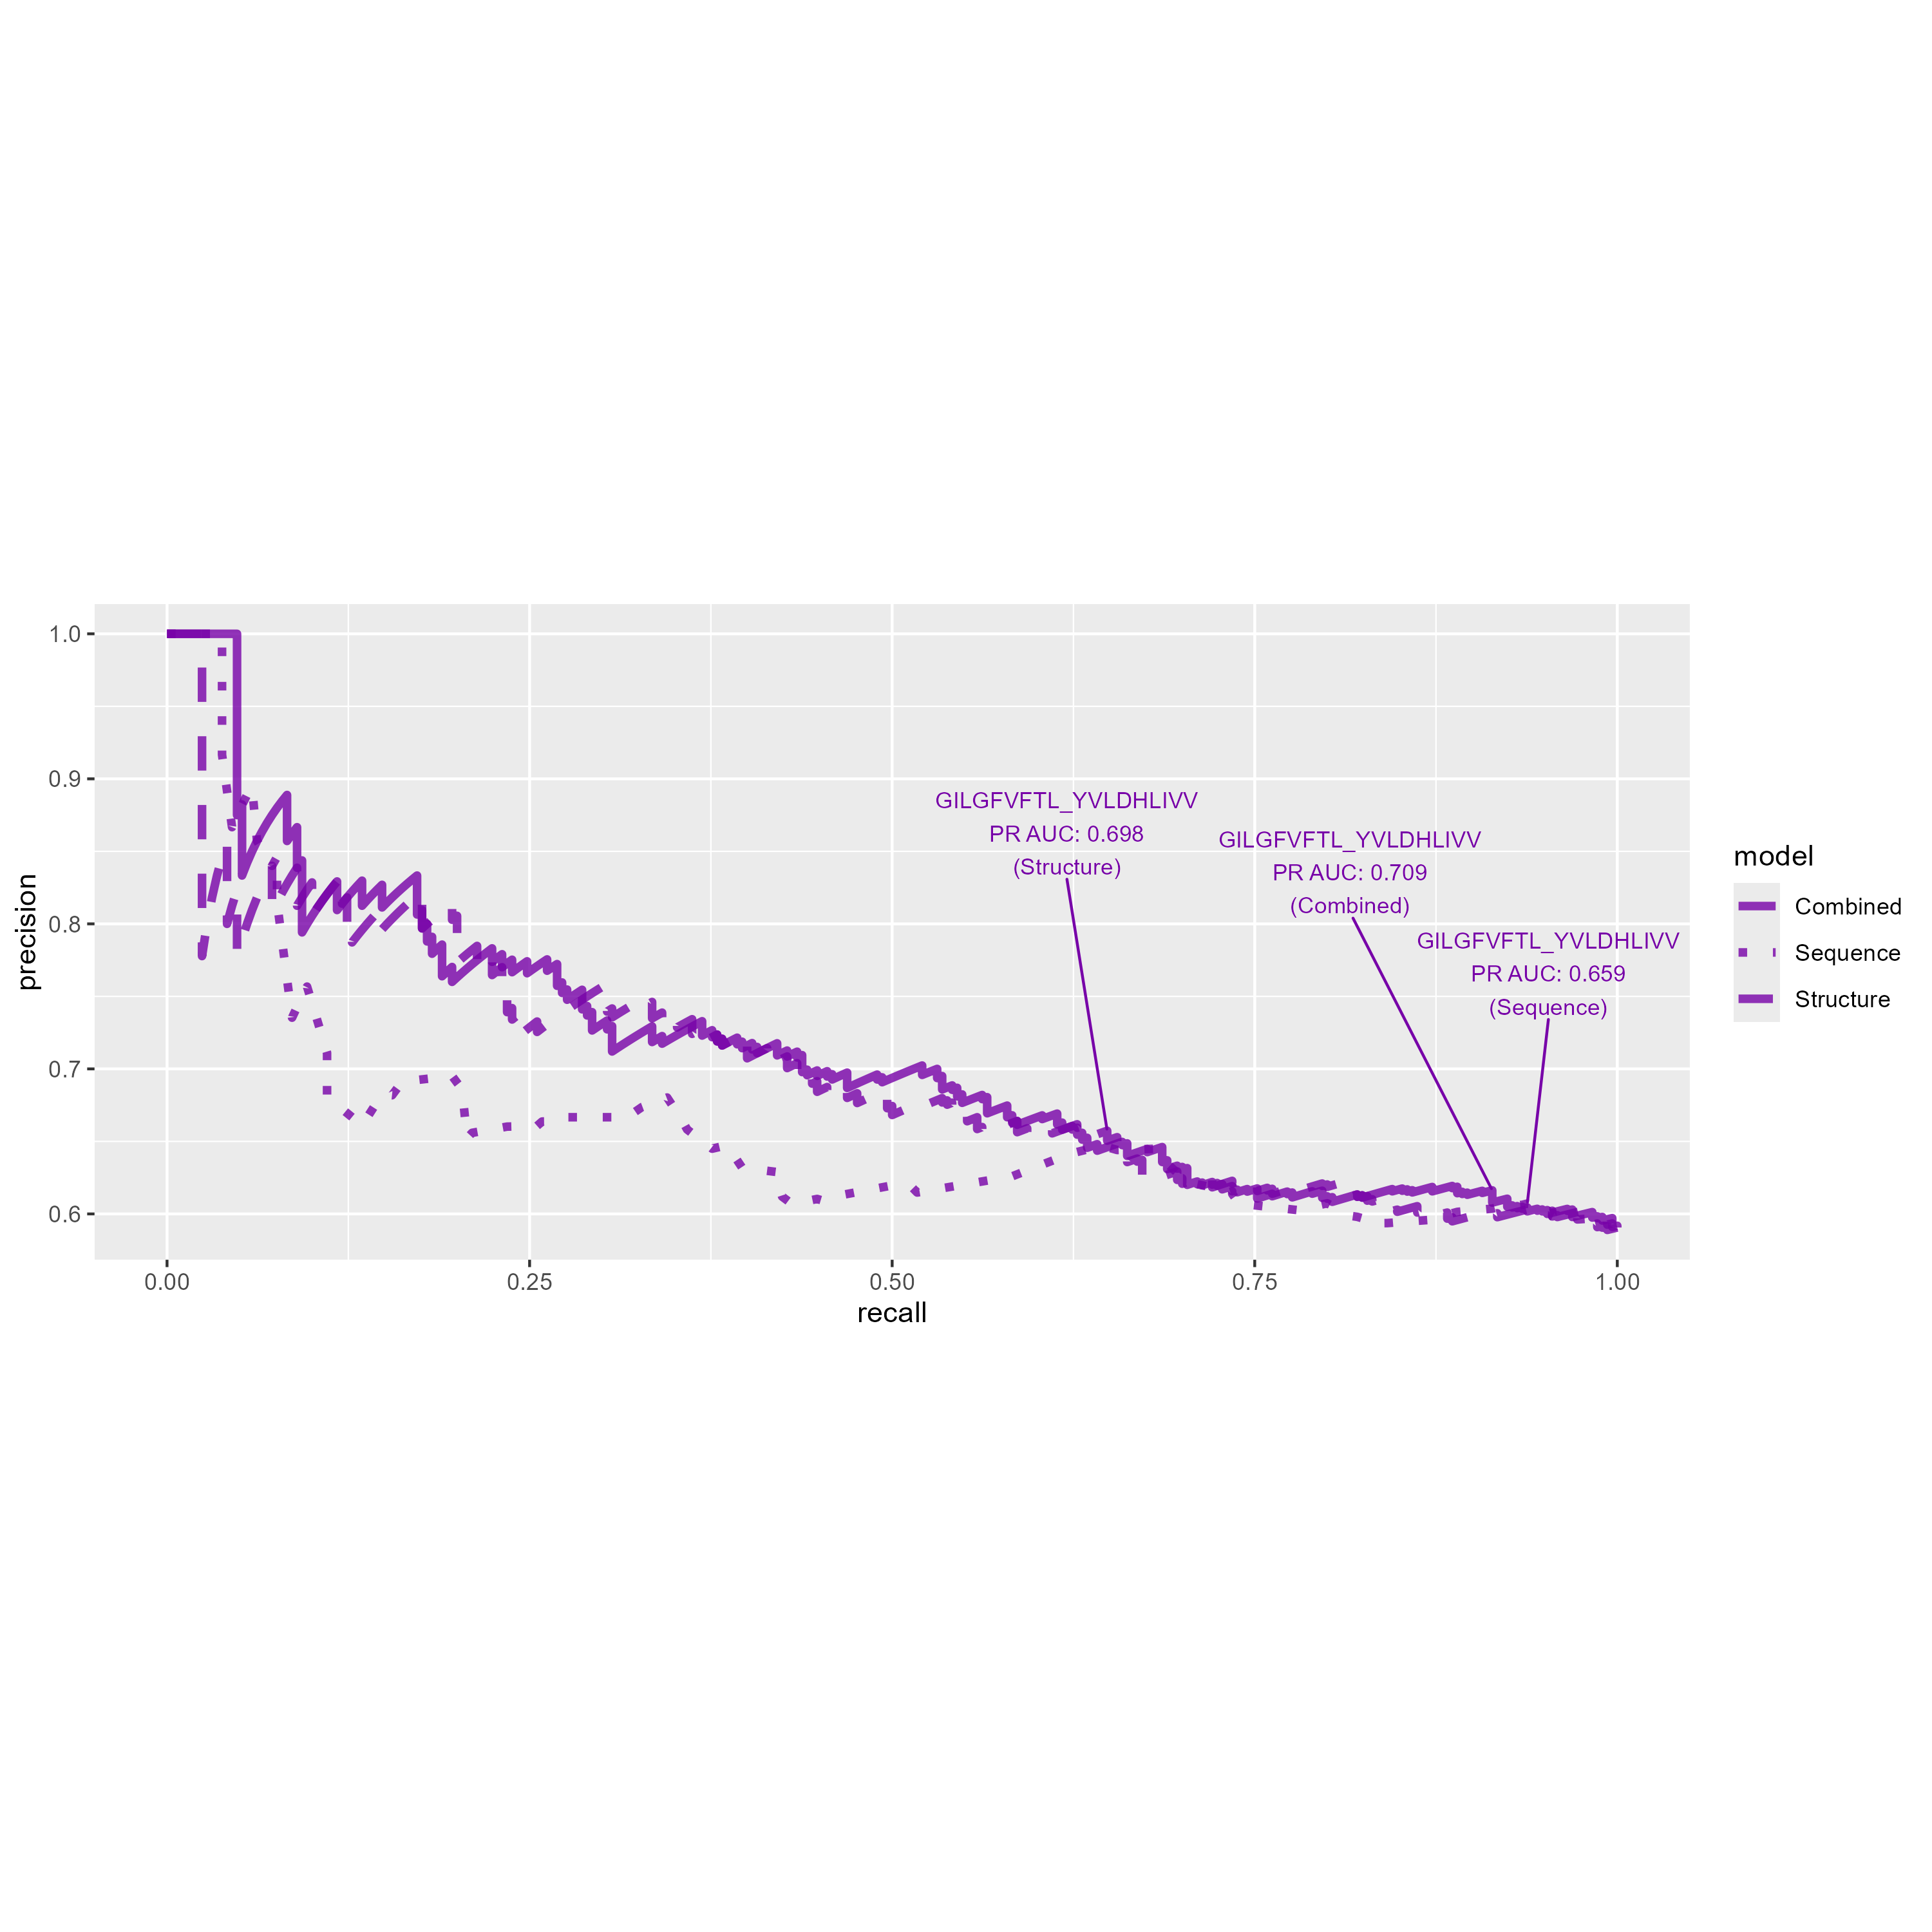 1.0
0.9
0.8
0.7
0.6
precision
GILGFVFTL_YVLDHLIVV
PR AUC: 0.698
(Structure)
GILGFVFTL_YVLDHLIVV
PR AUC: 0.709
(Combined)
GILGFVFTL_YVLDHLIVV
PR AUC: 0.659
(Sequence)
0.00
0.25
0.50
0.75
1.00
recall
model
Combined
Sequence
Structure